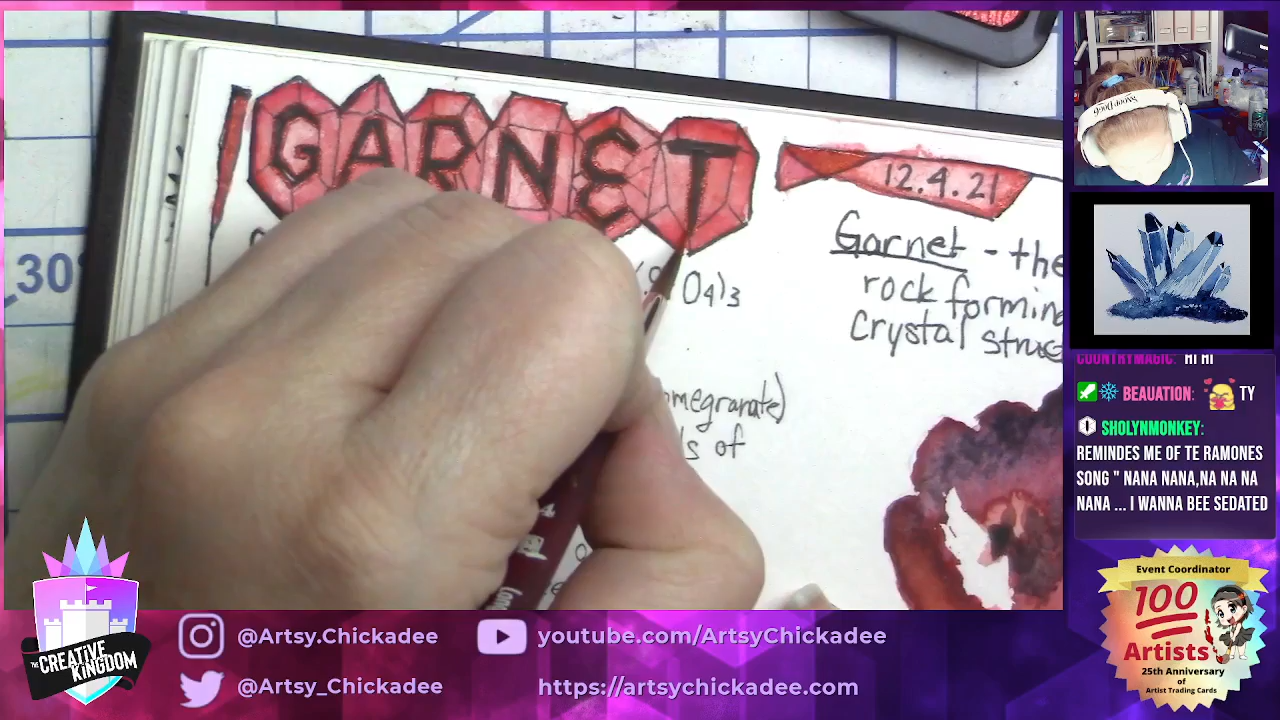 GARNET
12.4.21
Garnet - the
rock forming
Crystal struc
O4)3
omegranate)
ls of
30°
COUNTRYMAGIC: HI HI
BEAUATION: TY
SHOLYNMONKEY:
REMINDES ME OF TE RAMONES
SONG " NANA NANA,NA NA NA
NANA ... I WANNA BEE SEDATED
Event Coordinator
100
Artists
25th Anniversary
of
Artist Trading Cards
THE CREATIVE
KINGDOM
@Artsy.Chickadee
youtube.com/ArtsyChickadee
@Artsy_Chickadee
https://artsychickadee.com